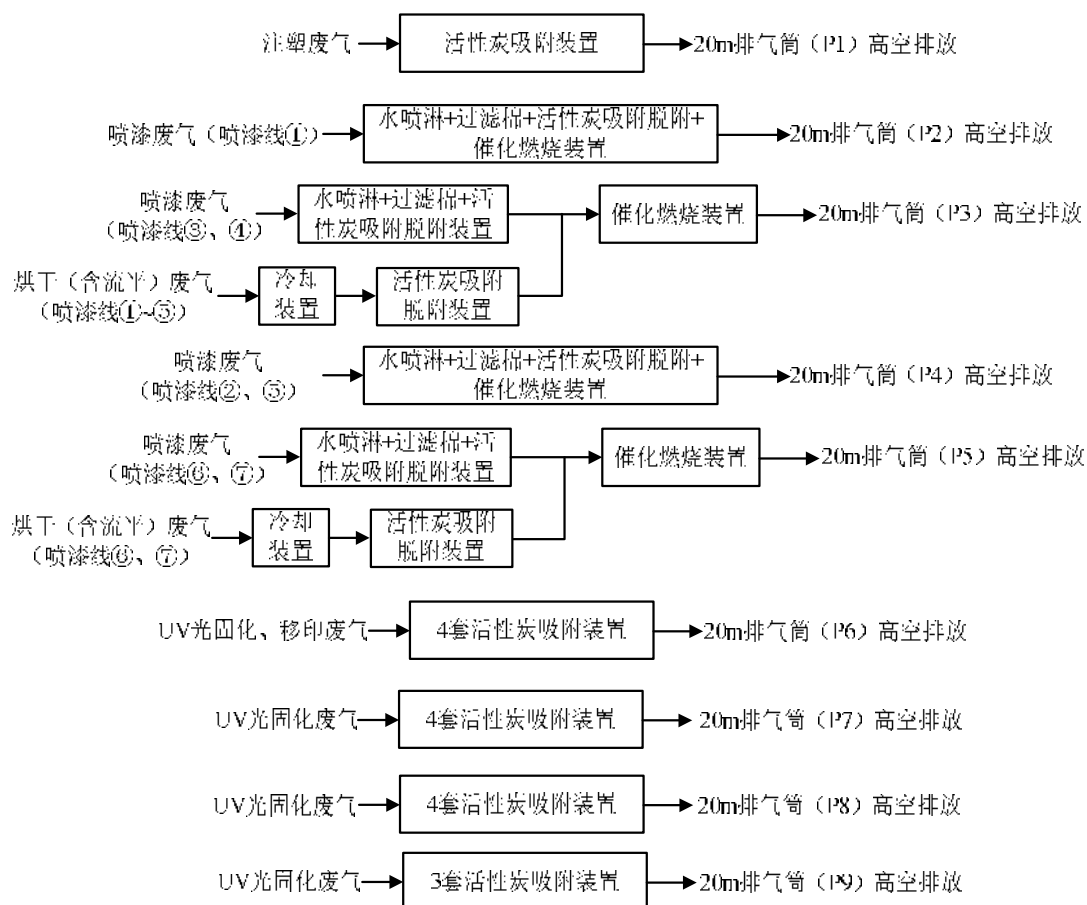 注塑废气
活性炭吸附装置
20m排气筒（P1）高空排放
喷漆废气（喷漆线①）
水喷淋+过滤棉+活性炭吸附脱附+
催化燃烧装置
20m排气筒（P2）高空排放
喷漆废气
（喷漆线③、④）
水喷淋+过滤棉+活
性炭吸附脱附装置
催化燃烧装置
20m排气筒（P3）高空排放
烘干（含流平）废气
（喷漆线①~⑤）
冷却
装置
活性炭吸附
脱附装置
喷漆废气
（喷漆线②、⑤）
水喷淋+过滤棉+活性炭吸附脱附+
催化燃烧装置
20m排气筒（P4）高空排放
喷漆废气
（喷漆线⑥、⑦）
水喷淋+过滤棉+活
性炭吸附脱附装置
催化燃烧装置
20m排气筒（P5）高空排放
烘干（含流平）废气
（喷漆线⑥、⑦）
冷却
装置
活性炭吸附
脱附装置
UV光固化、移印废气
4套活性炭吸附装置
20m排气筒（P6）高空排放
UV光固化废气
4套活性炭吸附装置
20m排气筒（P7）高空排放
UV光固化废气
4套活性炭吸附装置
20m排气筒（P8）高空排放
UV光固化废气
3套活性炭吸附装置
20m排气筒（P9）高空排放